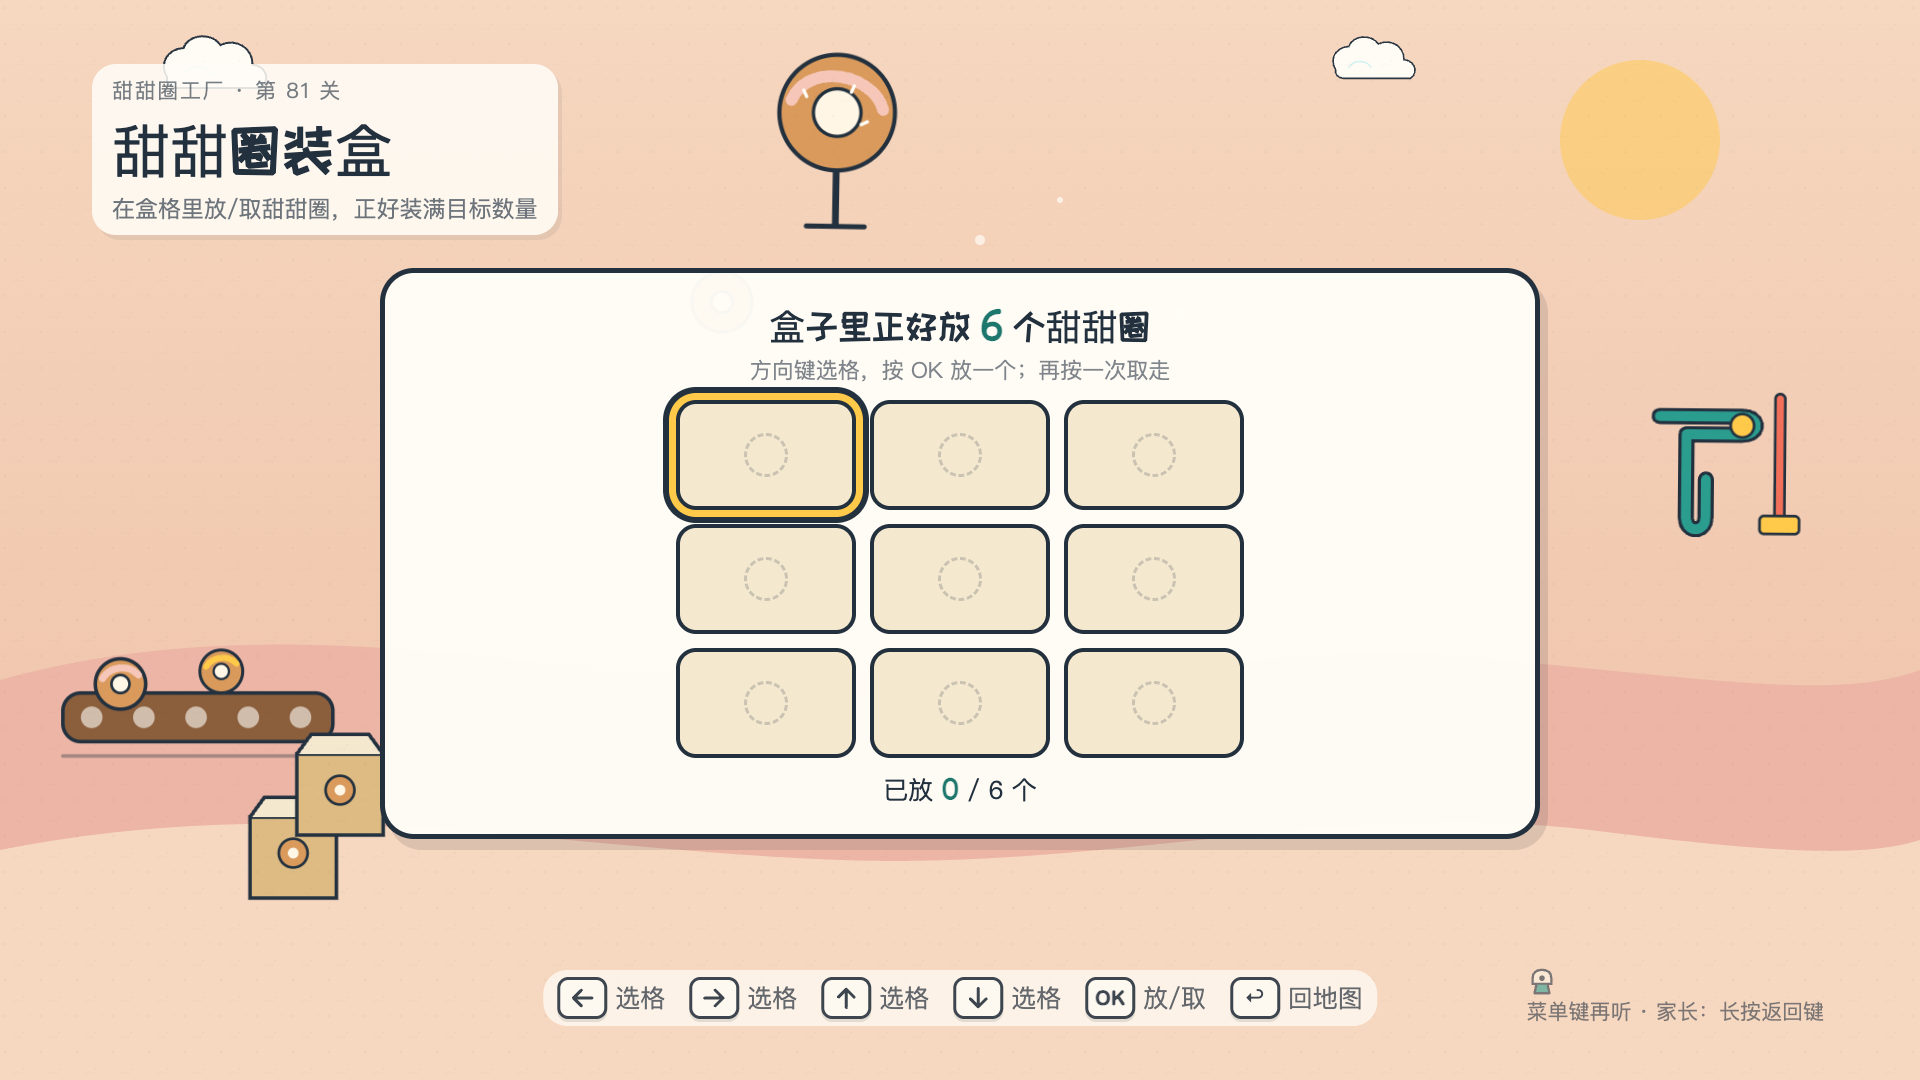 甜甜圈工厂 · 第 81 关
甜甜圈装盒
在盒格里放/取甜甜圈，正好装满目标数量
盒子里正好放 6 个甜甜圈
方向键选格，按 OK 放一个；再按一次取走
已放 0 / 6 个
← 选格 → 选格 ↑ 选格 ↓ 选格 OK 放/取 ↩ 回地图
菜单键再听 · 家长：长按返回键